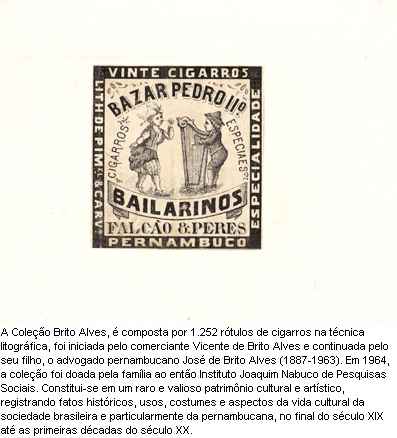 VINTE CIGARROS
BAZAR PEDRO IIº
LITH. DE P. I Mº. & CARV.
CIGARROS
ESPECIAES
ESPECIALIDADE
BAILARINOS
FALCÃO & PERES
PERNAMBUCO
A Coleção Brito Alves, é composta por 1.252 rótulos de cigarros na técnica
litográfica, foi iniciada pelo comerciante Vicente de Brito Alves e continuada pelo
seu filho, o advogado pernambucano José de Brito Alves (1887-1963). Em 1964,
a coleção foi doada pela família ao então Instituto Joaquim Nabuco de Pesquisas
Sociais. Constitui-se em um raro e valioso patrimônio cultural e artístico,
registrando fatos históricos, usos, costumes e aspectos da vida cultural da
sociedade brasileira e particularmente da pernambucana, no final do século XIX
até as primeiras décadas do século XX.